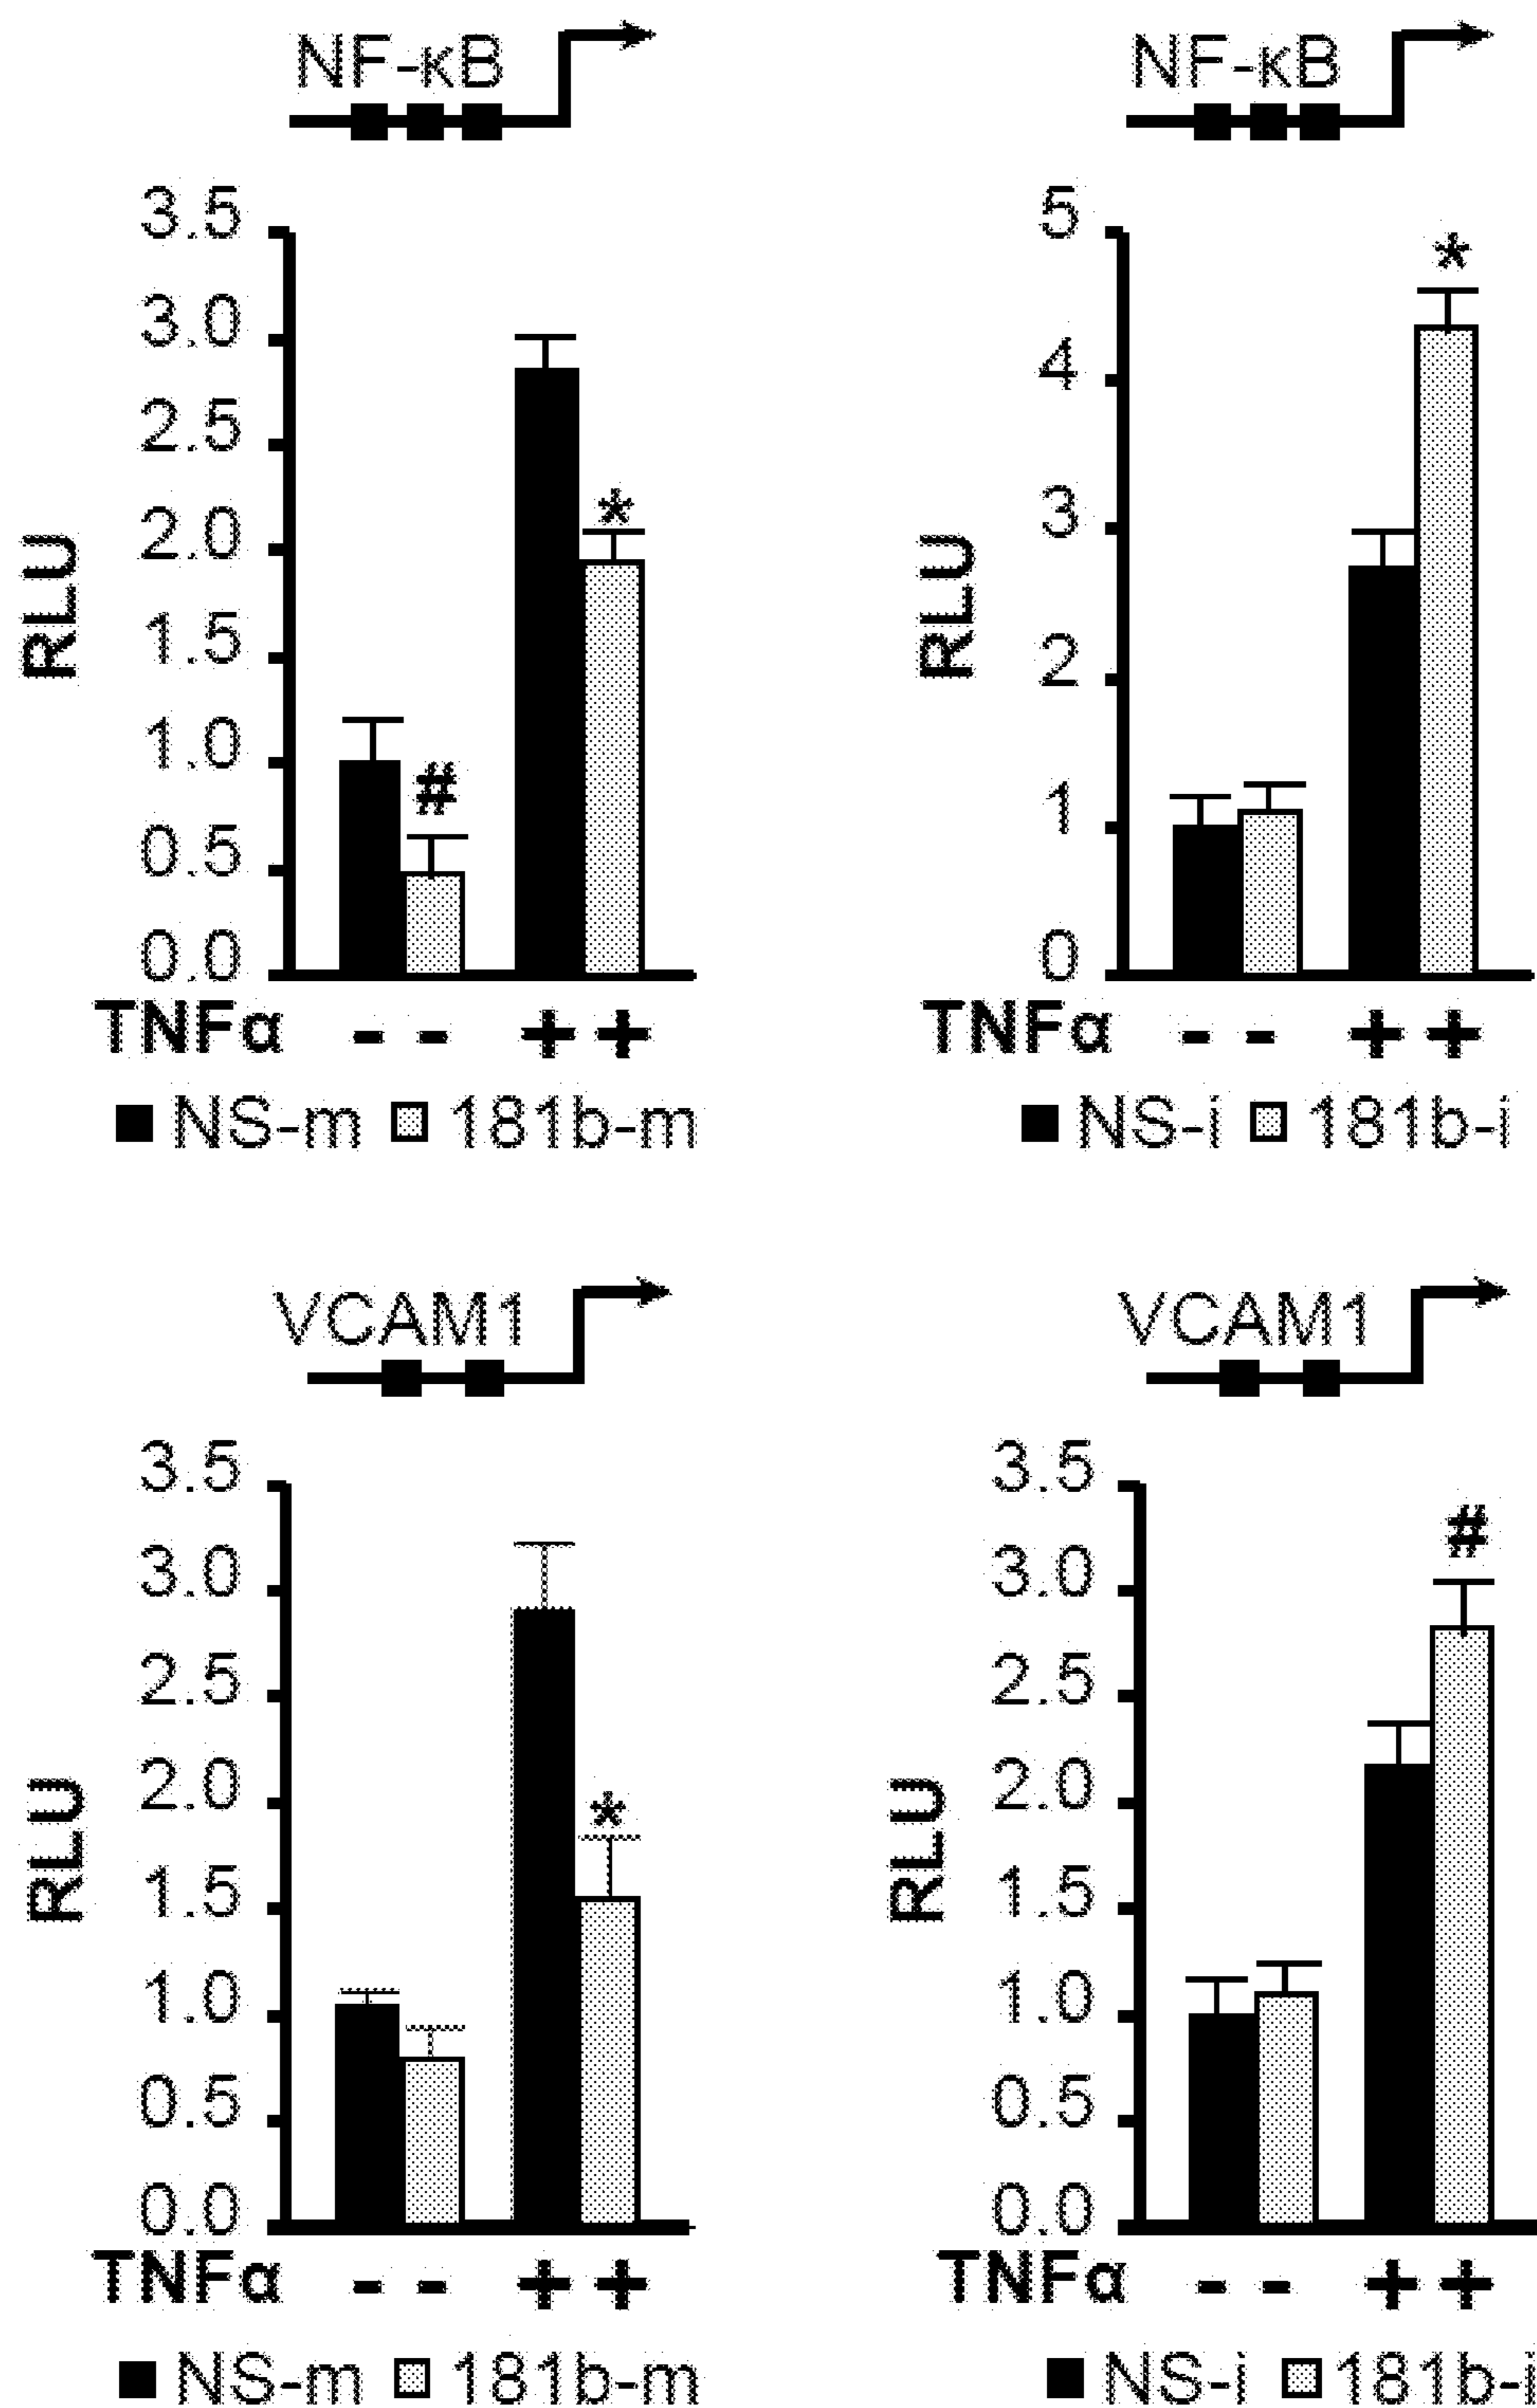 NF-κB
3.5
3.0
2.5
2.0
1.5
1.0
0.5
0.0
RLU
#
*
TNFα - - + +
NS-m 181b-m
NF-κB
5
4
3
2
1
0
RLU
*
TNFα - - + +
NS-i 181b-i
VCAM1
3.5
3.0
2.5
2.0
1.5
1.0
0.5
0.0
RLU
*
TNFα - - + +
NS-m 181b-m
VCAM1
3.5
3.0
2.5
2.0
1.5
1.0
0.5
0.0
RLU
#
TNFα - - + +
NS-i 181b-i